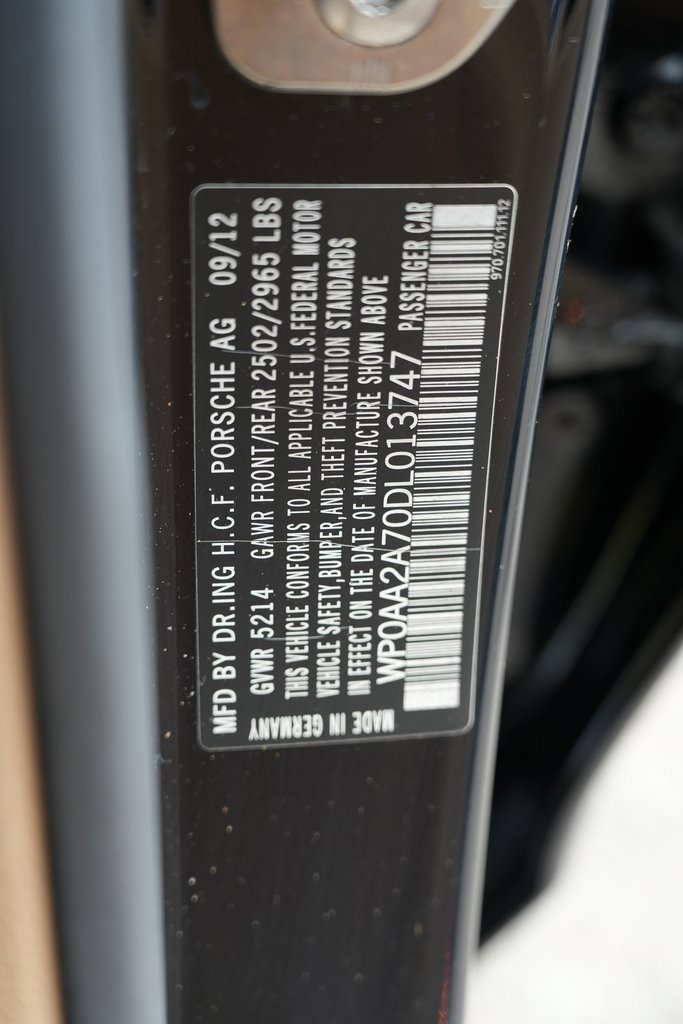 MFD BY DR.ING H.C.F. PORSCHE AG 09/12
GVWR 5214 GAWR FRONT/REAR 2502/2965 LBS
THIS VEHICLE CONFORMS TO ALL APPLICABLE U.S.FEDERAL MOTOR
VEHICLE SAFETY,BUMPER,AND THEFT PREVENTION STANDARDS
IN EFFECT ON THE DATE OF MANUFACTURE SHOWN ABOVE
WP0AA2A70DL013747 PASSENGER CAR
970.701.111.12
MADE IN GERMANY